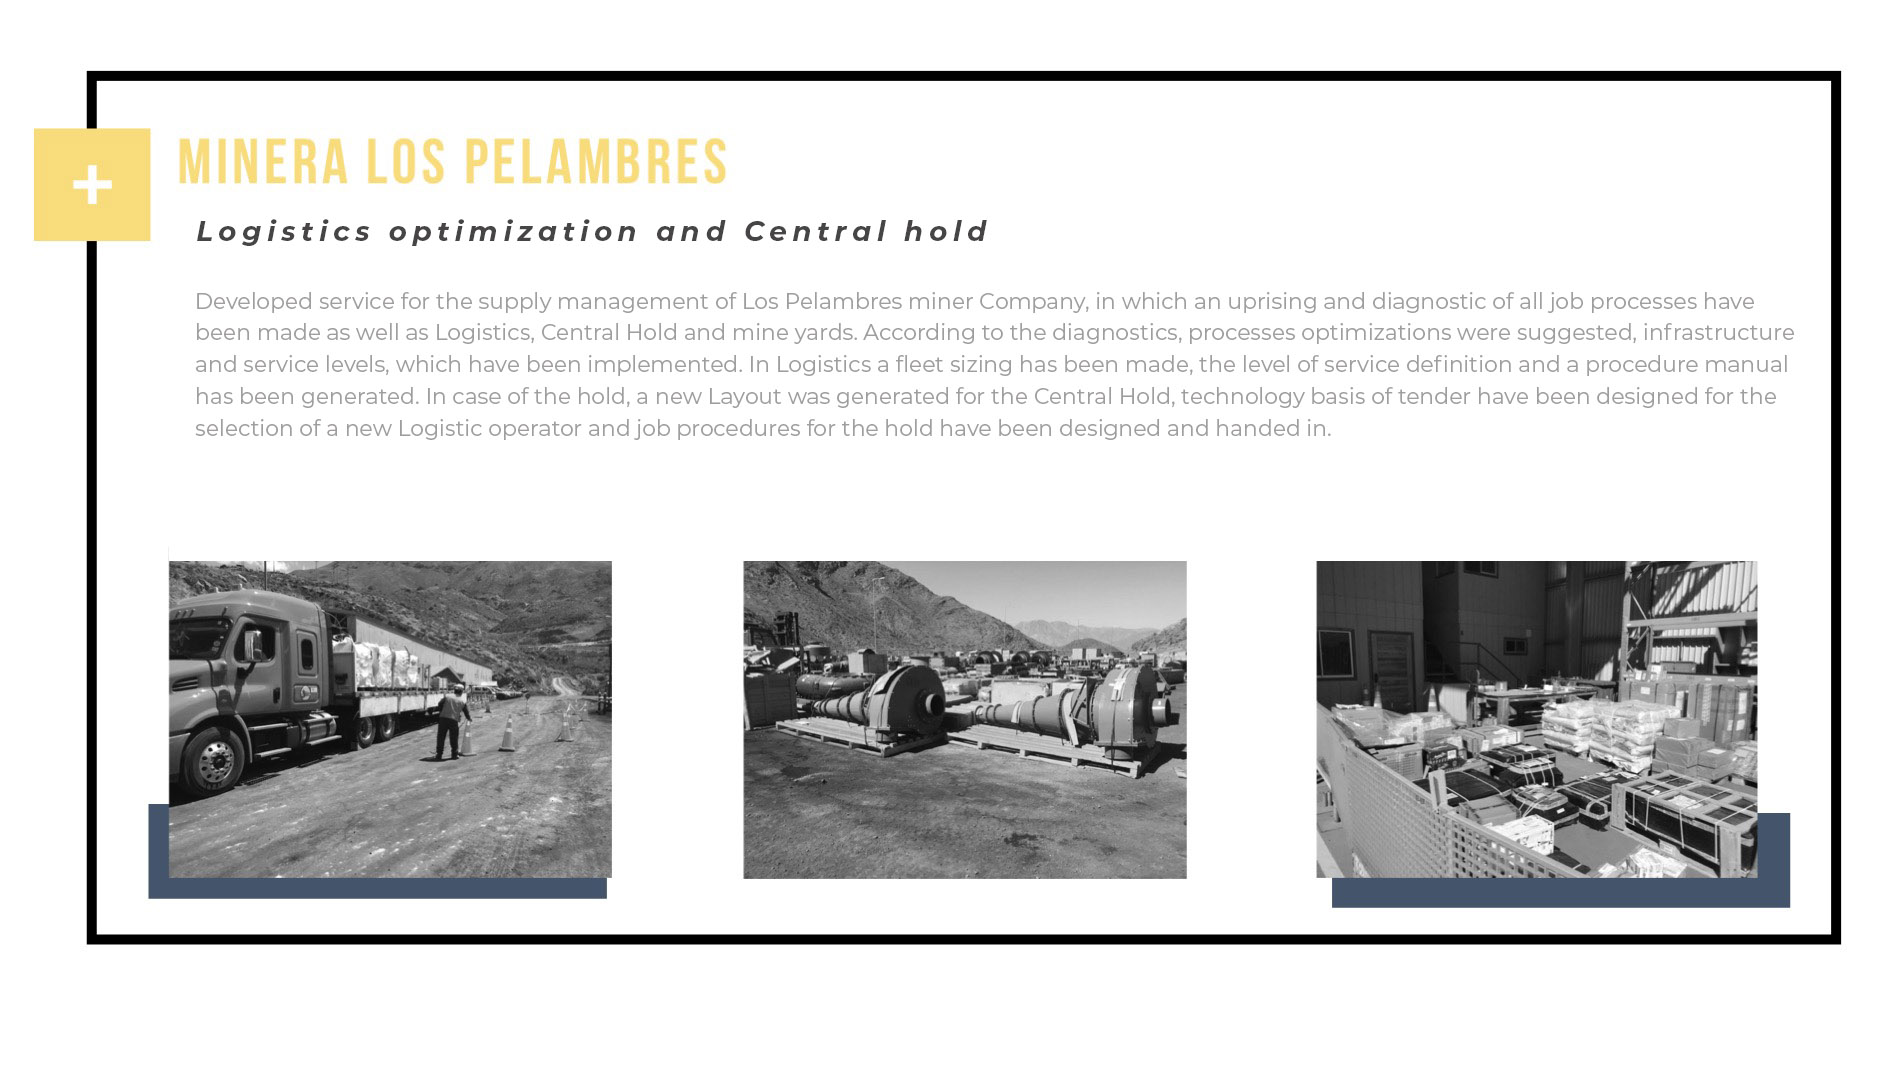 +
MINERA LOS PELAMBRES
Logistics optimization and Central hold
Developed service for the supply management of Los Pelambres miner Company, in which an uprising and diagnostic of all job processes have
been made as well as Logistics, Central Hold and mine yards. According to the diagnostics, processes optimizations were suggested, infrastructure
and service levels, which have been implemented. In Logistics a fleet sizing has been made, the level of service definition and a procedure manual
has been generated. In case of the hold, a new Layout was generated for the Central Hold, technology basis of tender have been designed for the
selection of a new Logistic operator and job procedures for the hold have been designed and handed in.